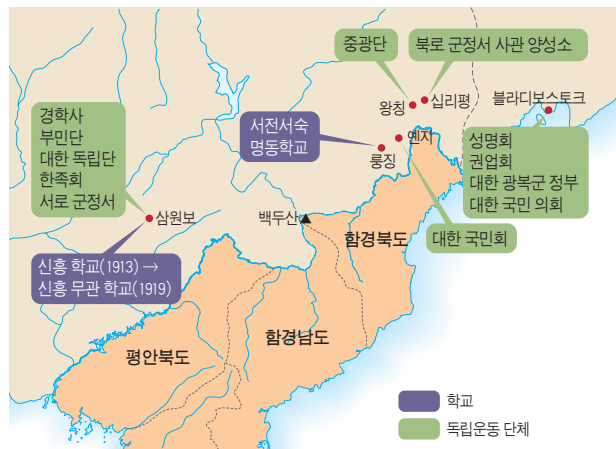 중광단
북로 군정서 사관 양성소
왕칭
십리평
블라디보스토크
경학사
부민단
대한 독립단
한족회
서로 군정서
서전서숙
명동학교
옌지
룽징
성명회
권업회
대한 광복군 정부
대한 국민 의회
삼원보
백두산
함경북도
대한 국민회
신흥 학교(1913) →
신흥 무관 학교(1919)
함경남도
평안북도
학교
독립운동 단체